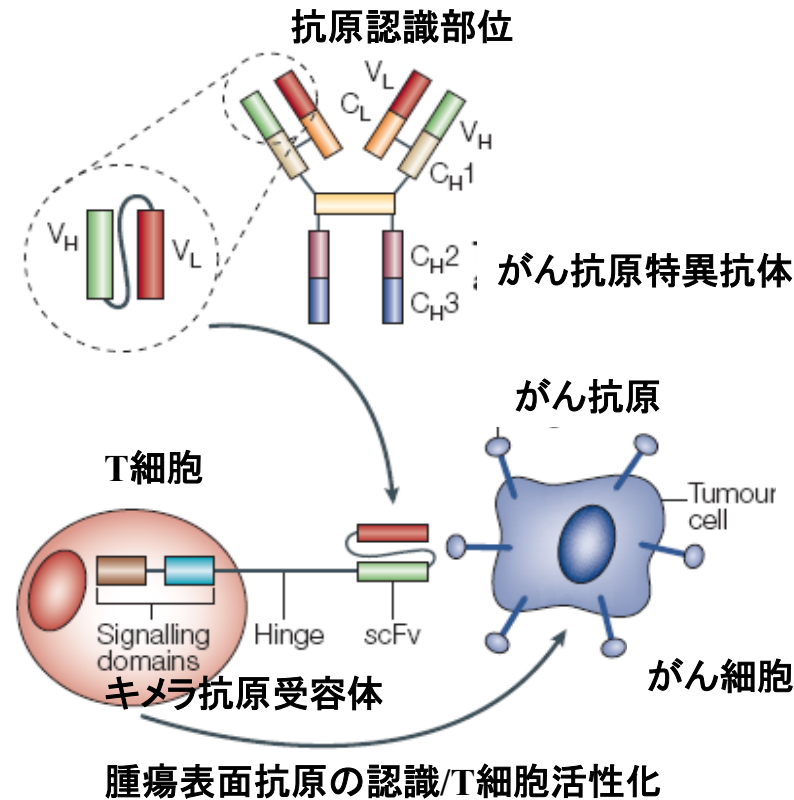 抗原認識部位
VL
CL
VH
CH1
VH
VL
CH2
CH3
がん抗原特異抗体
がん抗原
T細胞
Tumour
cell
Signalling
domains
Hinge
scFv
キメラ抗原受容体
がん細胞
腫瘍表面抗原の認識/T細胞活性化